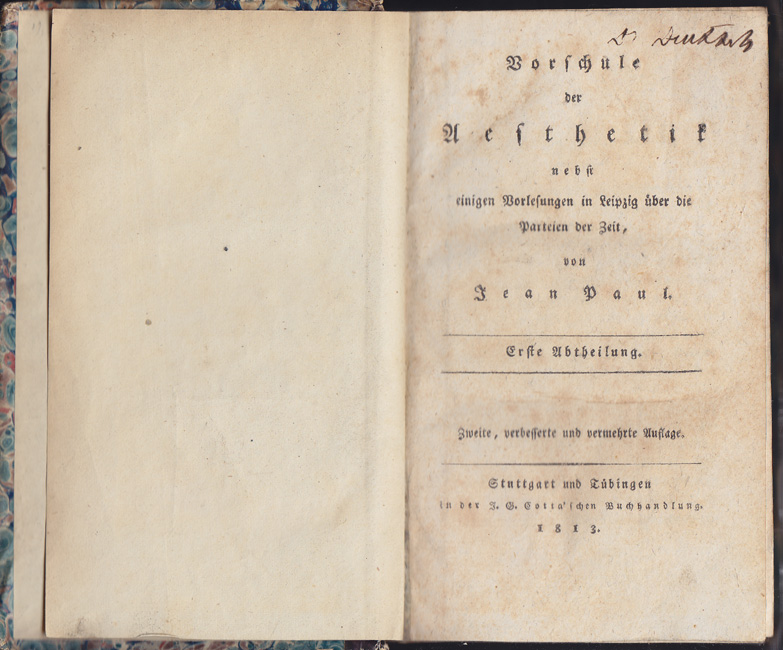 Vorſchule
der
Aeſthetik
nebſt
einigen Vorleſungen in Leipzig über die
Parteien der Zeit,
von
Jean Paul.
Erſte Abtheilung.
Zweite, verbeſſerte und vermehrte Auflage.
Stuttgart und Tübingen
in der J. G. Cotta'ſchen Buchhandlung.
1813.